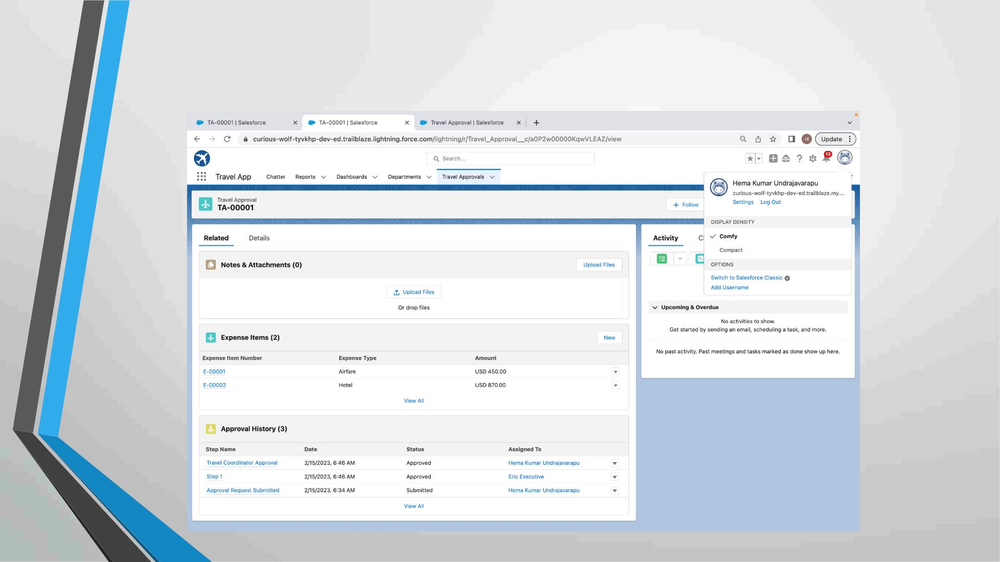 TA-00001 | Salesforce
TA-00001 | Salesforce
Travel Approval | Salesforce
curious-wolf-tyvkhp-dev-ed.trailblaze.lightning.force.com/lightning/r/Travel_Approval__c/a0P2w00000KqwVLEAZ/view
H
Update
Search...
13
Travel App
Chatter
Reports
Dashboards
Departments
Travel Approvals
Hema Kumar Undrajavarapu
curious-wolf-tyvkhp-dev-ed.trailblaze.my....
Settings Log Out
DISPLAY DENSITY
Comfy
Compact
OPTIONS
Switch to Salesforce Classic
Add Username
Travel Approval
TA-00001
Follow
Related
Details
Notes & Attachments (0)
Upload Files
Upload Files
Or drop files
Expense Items (2)
New
Expense Item Number Expense Type Amount
E-00001 Airfare USD 450.00
E-00002 Hotel USD 870.00
View All
Approval History (3)
Step Name Date Status Assigned To
Travel Coordinator Approval 2/15/2023, 6:46 AM Approved Hema Kumar Undrajavarapu
Step 1 2/15/2023, 6:46 AM Approved Eric Executive
Approval Request Submitted 2/15/2023, 6:34 AM Submitted Hema Kumar Undrajavarapu
View All
Activity
C
Upcoming & Overdue
No activities to show.
Get started by sending an email, scheduling a task, and more.
No past activity. Past meetings and tasks marked as done show up here.